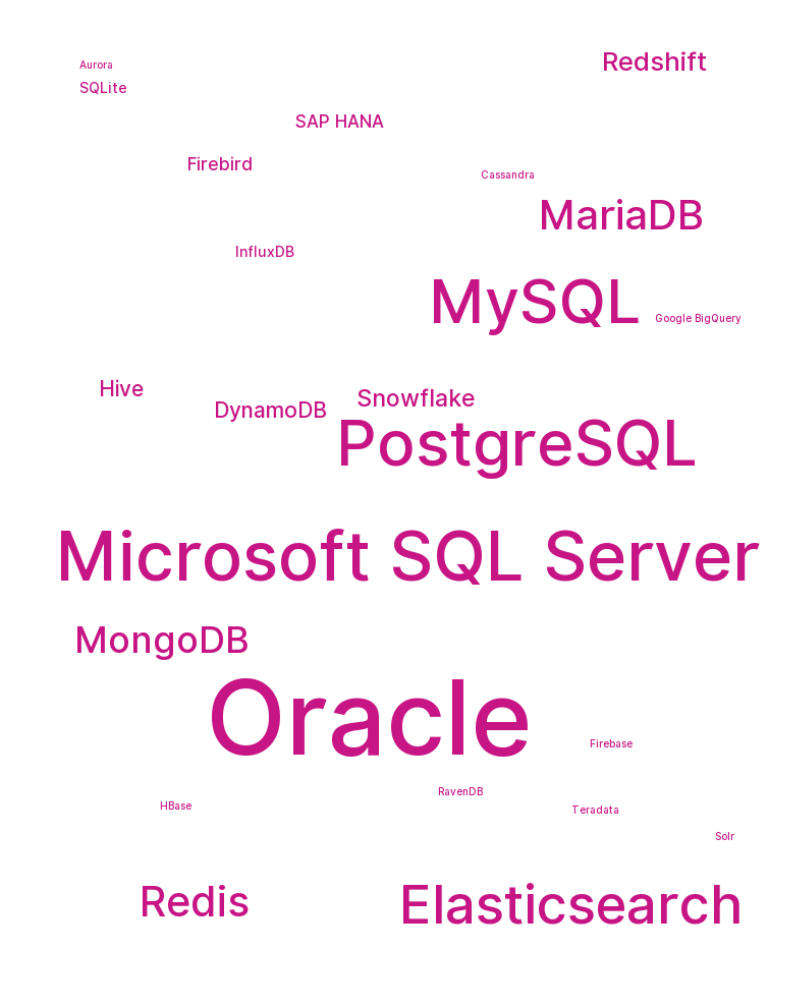 Redshift
Aurora
SQLite
SAP HANA
Firebird
Cassandra
MariaDB
InfluxDB
MySQL
Google BigQuery
Hive
Snowflake
DynamoDB
PostgreSQL
Microsoft SQL Server
MongoDB
Oracle
Firebase
RavenDB
HBase
Teradata
Solr
Redis
Elasticsearch